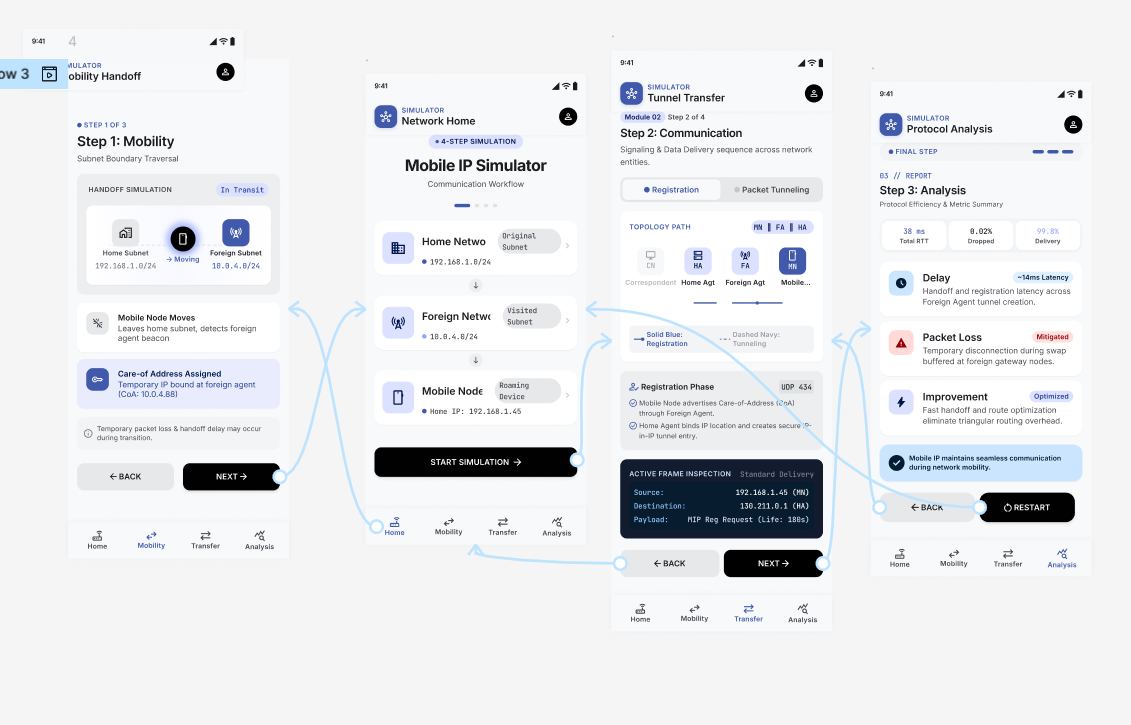 9:41
4
ow 3
MULATOR
obility Handoff
STEP 1 OF 3
Step 1: Mobility
Subnet Boundary Traversal
HANDOFF SIMULATION
In Transit
Home Subnet
→ Moving
Foreign Subnet
192.168.1.0/24
10.0.4.0/24
Mobile Node Moves
Leaves home subnet, detects foreign
agent beacon
Care-of Address Assigned
Temporary IP bound at foreign agent
(CoA: 10.0.4.88)
Temporary packet loss & handoff delay may occur
during transition.
← BACK
NEXT →
Home
Mobility
Transfer
Analysis
9:41
SIMULATOR
Network Home
4-STEP SIMULATION
Mobile IP Simulator
Communication Workflow
Home Netwo
Original
Subnet
192.168.1.0/24
Foreign Netwo
Visited
Subnet
10.0.4.0/24
Mobile Node
Roaming
Device
Home IP: 192.168.1.45
START SIMULATION →
Home
Mobility
Transfer
Analysis
9:41
SIMULATOR
Tunnel Transfer
Module 02
Step 2 of 4
Step 2: Communication
Signaling & Data Delivery sequence across network
entities.
Registration
Packet Tunneling
TOPOLOGY PATH
MN ‖ FA ‖ HA
CN
HA
FA
MN
Correspondent
Home Agt
Foreign Agt
Mobile...
Solid Blue:
Registration
Dashed Navy:
Tunneling
Registration Phase
UDP 434
Mobile Node advertises Care-of-Address (CoA)
through Foreign Agent.
Home Agent binds IP location and creates secure IP-
in-IP tunnel entry.
ACTIVE FRAME INSPECTION
Standard Delivery
Source:
192.168.1.45 (MN)
Destination:
130.211.0.1 (HA)
Payload:
MIP Reg Request (Life: 180s)
← BACK
NEXT →
Home
Mobility
Transfer
Analysis
9:41
SIMULATOR
Protocol Analysis
FINAL STEP
03 // REPORT
Step 3: Analysis
Protocol Efficiency & Metric Summary
38 ms
Total RTT
0.02%
Dropped
99.8%
Delivery
Delay
~14ms Latency
Handoff and registration latency across
Foreign Agent tunnel creation.
Packet Loss
Mitigated
Temporary disconnection during swap
buffered at foreign gateway nodes.
Improvement
Optimized
Fast handoff and route optimization
eliminate triangular routing overhead.
Mobile IP maintains seamless communication
during network mobility.
← BACK
RESTART
Home
Mobility
Transfer
Analysis